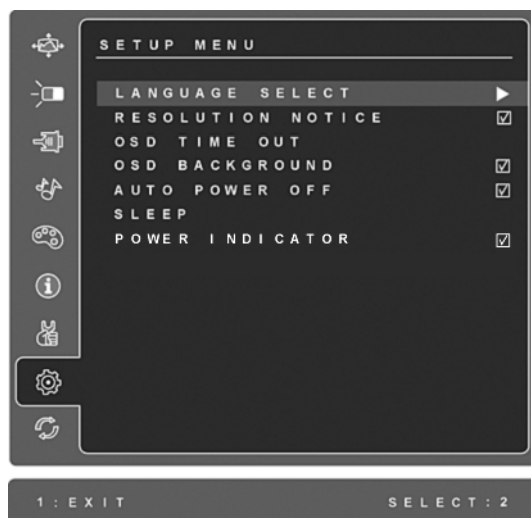 SETUP MENU
LANGUAGE SELECT
RESOLUTION NOTICE
OSD TIME OUT
OSD BACKGROUND
AUTO POWER OFF
SLEEP
POWER INDICATOR
1:EXIT SELECT:2